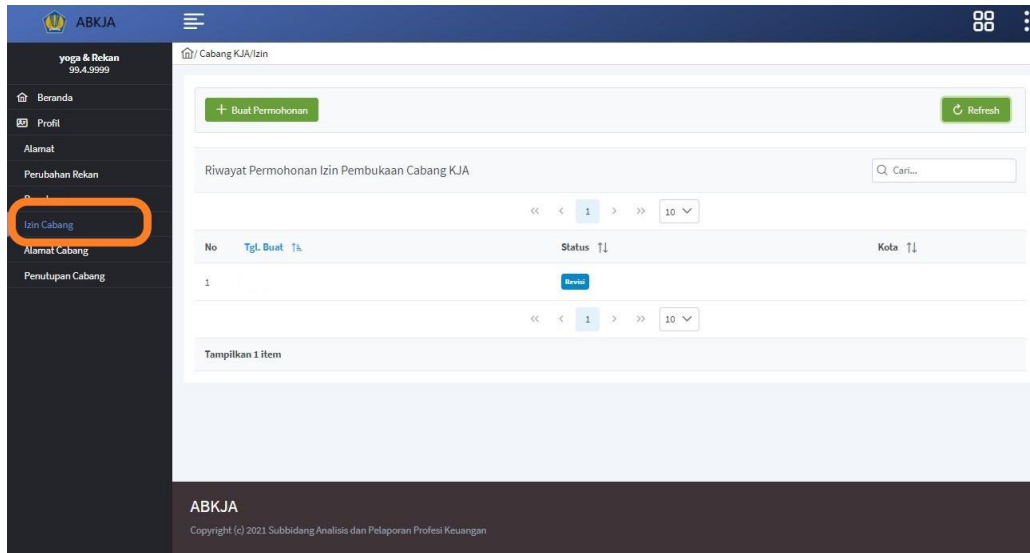 ABKJA
yoga & Rekan
99.4.9999
Beranda
Profil
Alamat
Perubahan Rekan
Izin Cabang
Alamat Cabang
Penutupan Cabang
/ Cabang KJA/Izin
+ Buat Permohonan
Refresh
Riwayat Permohonan Izin Pembukaan Cabang KJA
Cari...
<< < 1 > >> 10
No Tgl. Buat Status Kota
1 Revisi
<< < 1 > >> 10
Tampilkan 1 item
ABKJA
Copyright (c) 2021 Subbidang Analisis dan Pelaporan Profesi Keuangan